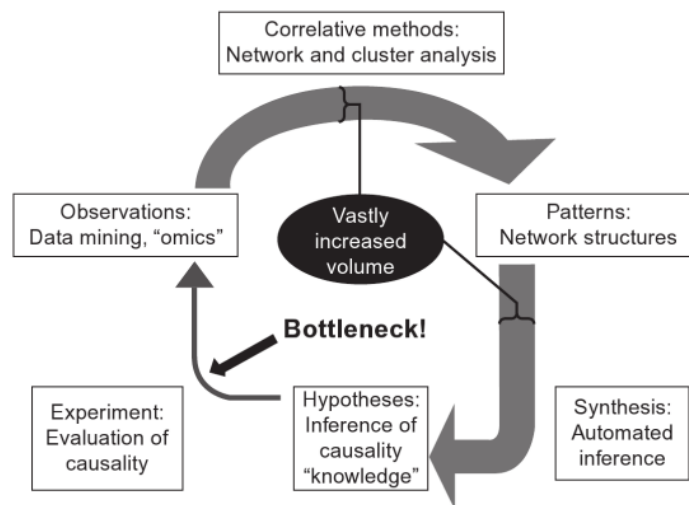 Correlative methods:
Network and cluster analysis
Observations:
Data mining, “omics”
Vastly
increased
volume
Patterns:
Network structures
Bottleneck!
Experiment:
Evaluation of
causality
Hypotheses:
Inference of
causality
“knowledge”
Synthesis:
Automated
inference